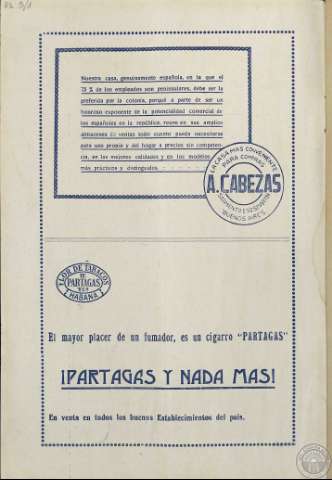 Nuestra casa, genuinamente española, en la que el
75 % de los empleados son peninsulares, debe ser la
preferida por la colonia, porqué a parte de ser un
honroso exponente de la potencialidad comercial de
los españoles en la república, reune en sus amplios
almacenes de ventas todo cuanto pueda necesitarse
para uso propio y del hogar a precios sin competen-
cia, en las mejores calidades y en los modelos
más prácticos y distinguidos.
LA CASA MAS CONVENIENTE
PARA COMPRAS
A. CABEZAS
SARMIENTO
BUENOS AIRES
FLOR DE TABACOS
DE
PARTAGAS
HABANA
El mayor placer de un fumador, es un cigarro "PARTAGAS"
¡PARTAGAS Y NADA MAS!
En venta en todos los buenos Establecimientos del país.